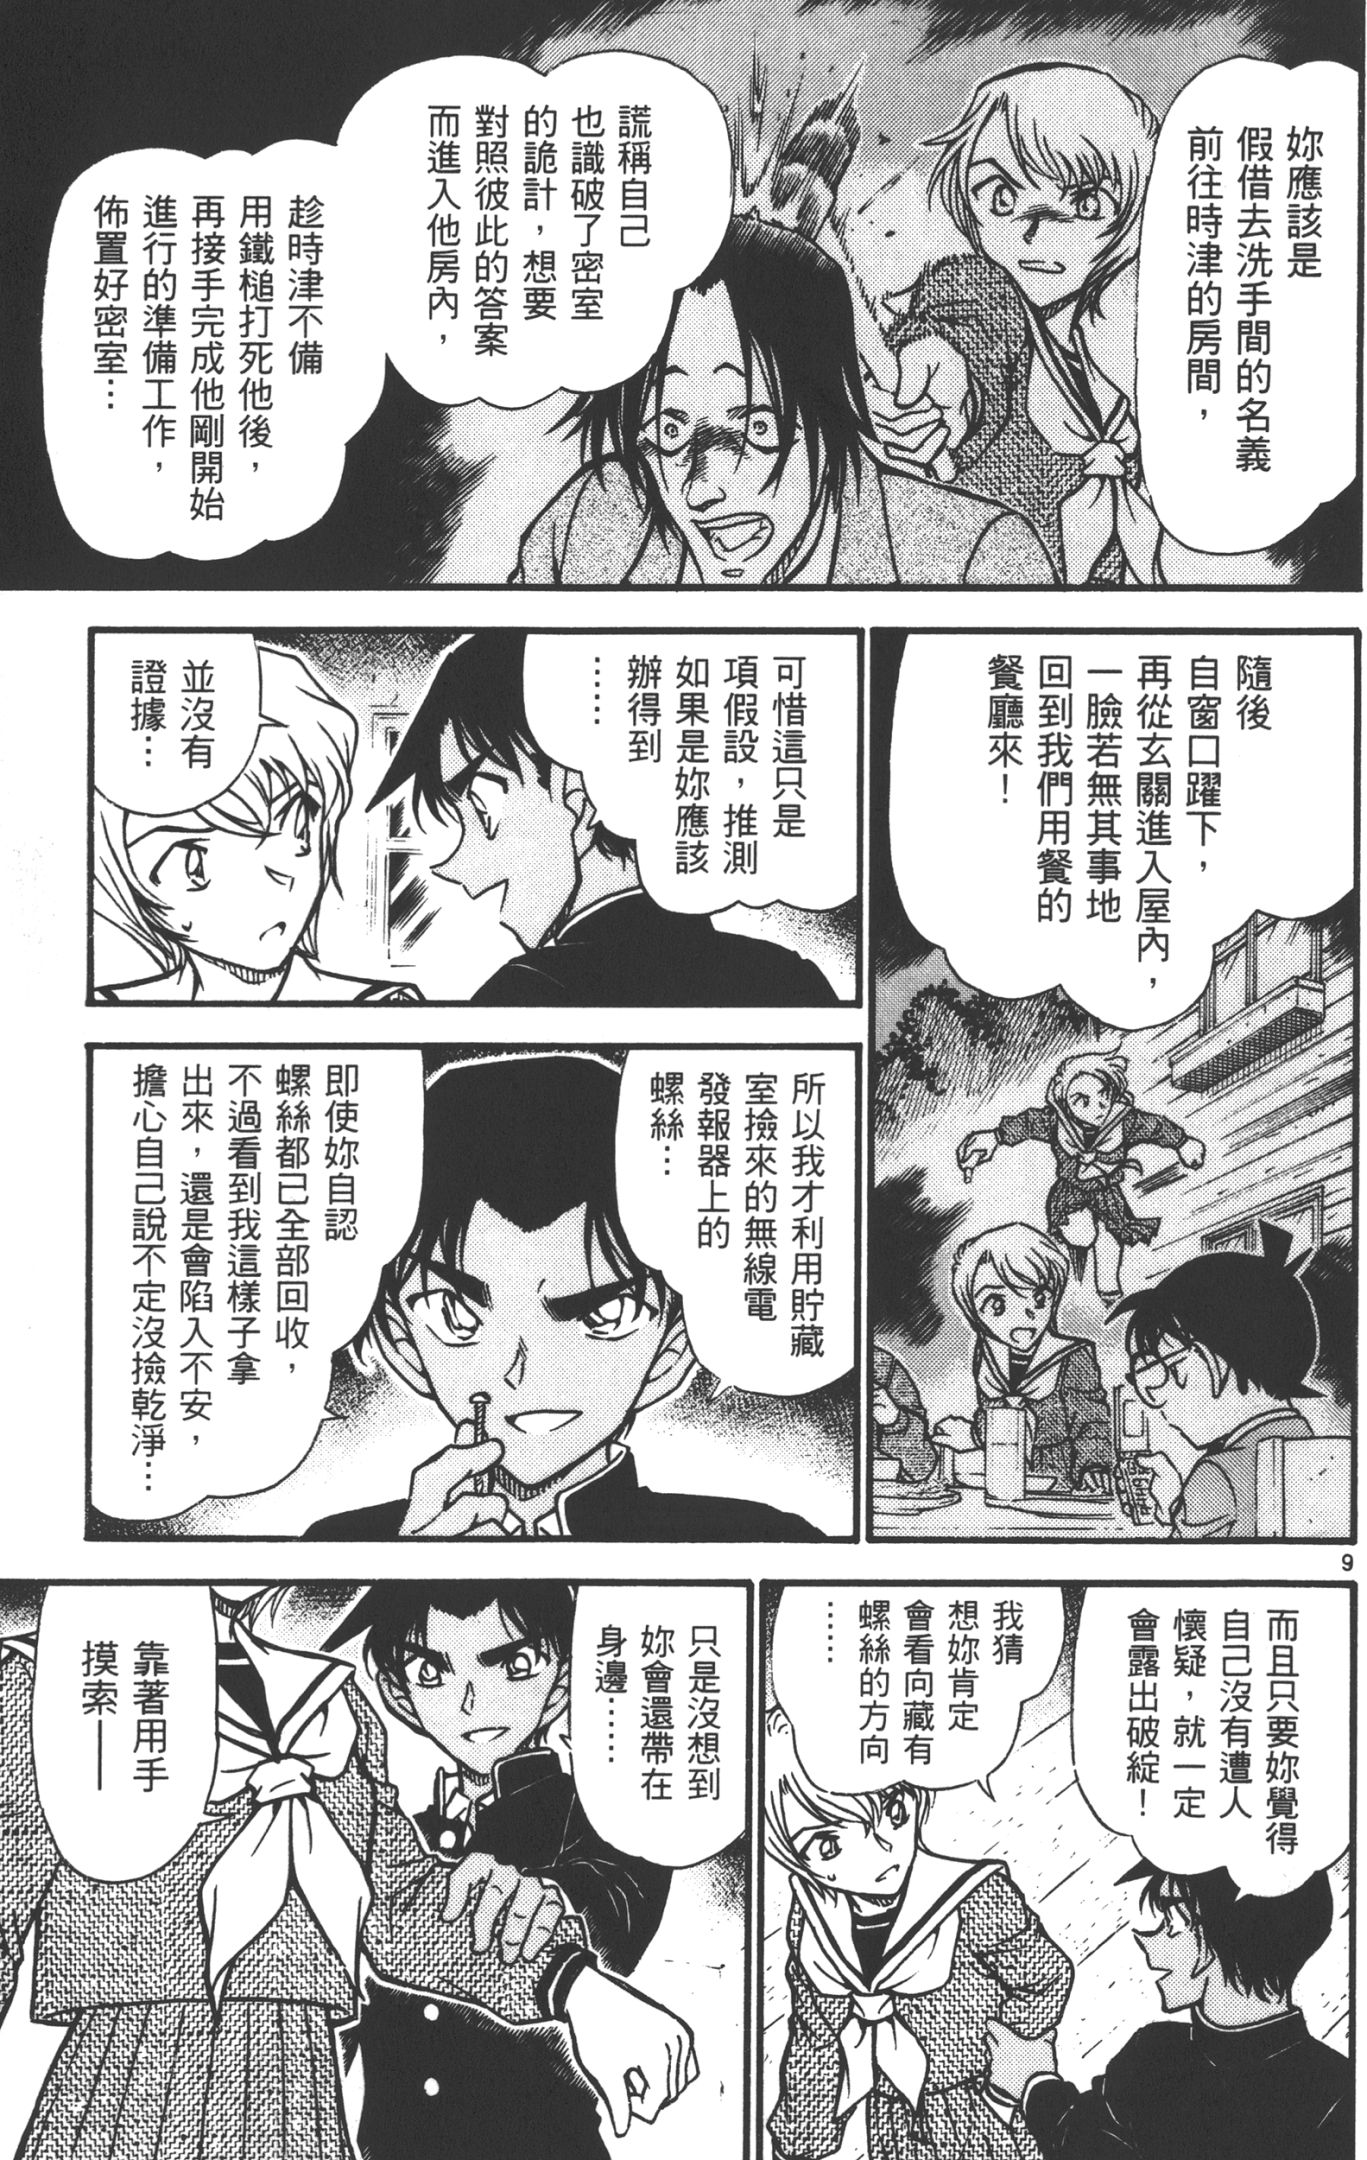 妳應該是
假借去洗手間的名義
前往時津的房間，
謊稱自己
也識破了密室
的詭計，想要
對照彼此的答案
而進入他房內，
趁時津不備
用鐵槌打死他後，
再接手完成他剛開始
進行的準備工作，
佈置好密室…
隨後
自窗口躍下，
再從玄關進入屋內，
一臉若無其事地
回到我們用餐的
餐廳來！
可惜這只是
項假設，推測
如果是妳應該
辦得到
……
並沒有
證據…
所以我才利用貯藏
室撿來的無線電
發報器上的
螺絲…
即使妳自認
螺絲都已全部回收，
不過看到我這樣子拿
出來，還是會陷入不安，
擔心自己說不定沒撿乾淨…
9
而且只要妳覺得
自己沒有遭人
懷疑，就一定
會露出破綻！
我猜
想妳肯定
會看向藏有
螺絲的方向
……
只是沒想到
妳會還帶在
身邊……
靠著用手
摸索──